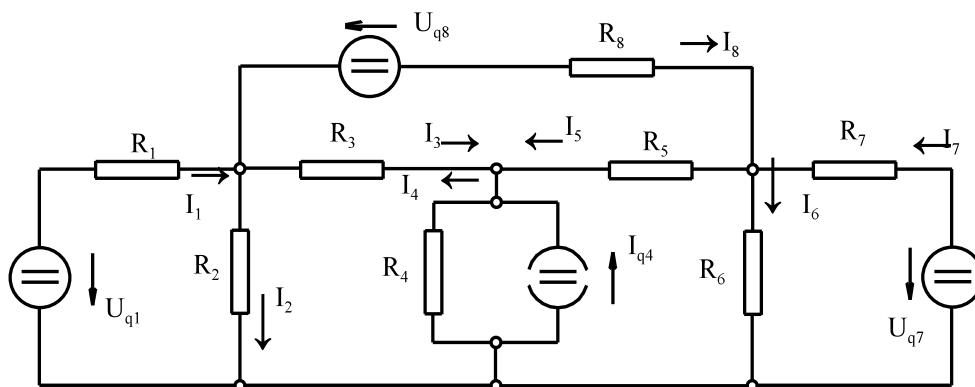 U_q8
R_8
I_8
R_1
R_3
I_3
I_5
R_5
R_7
I_7
I_1
I_4
I_6
R_2
I_2
R_4
I_q4
R_6
U_q1
U_q7